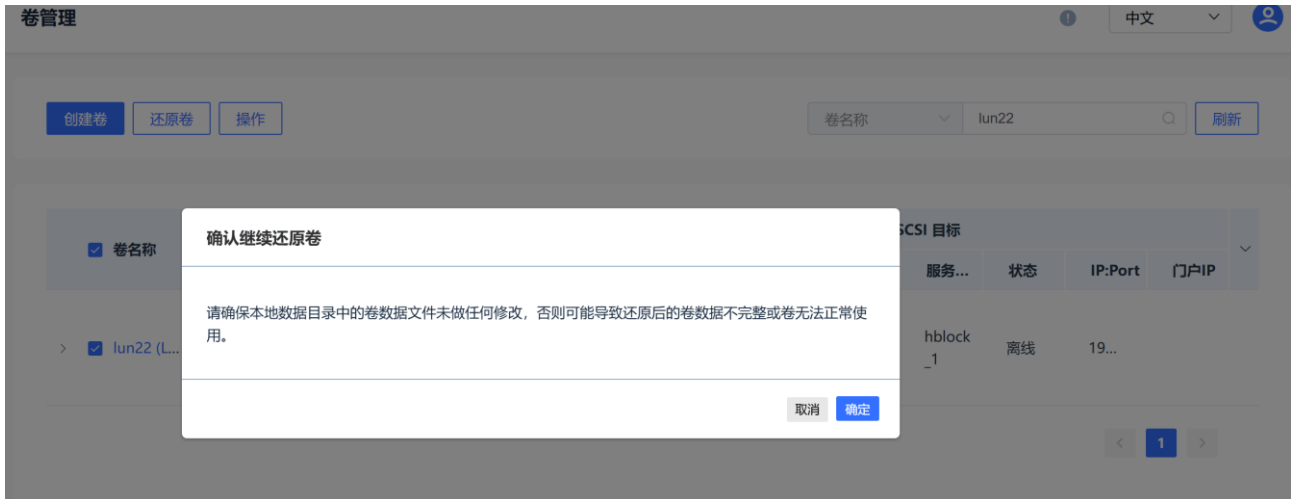 卷管理
中文
创建卷
还原卷
操作
卷名称
lun22
刷新
卷名称
SCSI 目标
服务...
状态
IP:Port
门户IP
确认继续还原卷
请确保本地数据目录中的卷数据文件未做任何修改，否则可能导致还原后的卷数据不完整或卷无法正常使
用。
lun22 (L...
hblock
_1
离线
19...
取消
确定
1